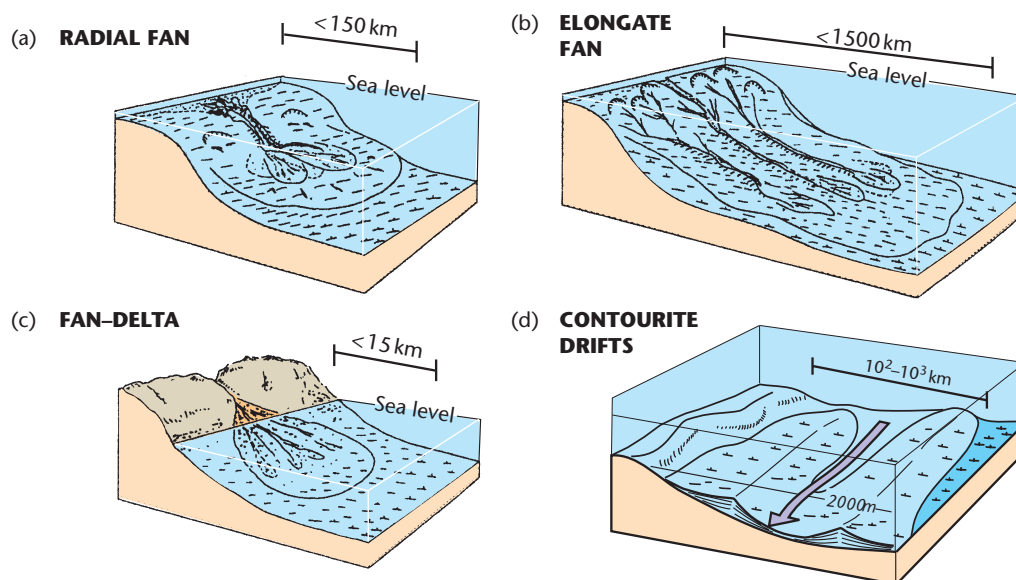 (a) RADIAL FAN
<150 km
Sea level
(b) ELONGATE
FAN
<1500 km
Sea level
(c) FAN–DELTA
<15 km
Sea level
(d) CONTOURITE
DRIFTS
10²–10³ km
2000m